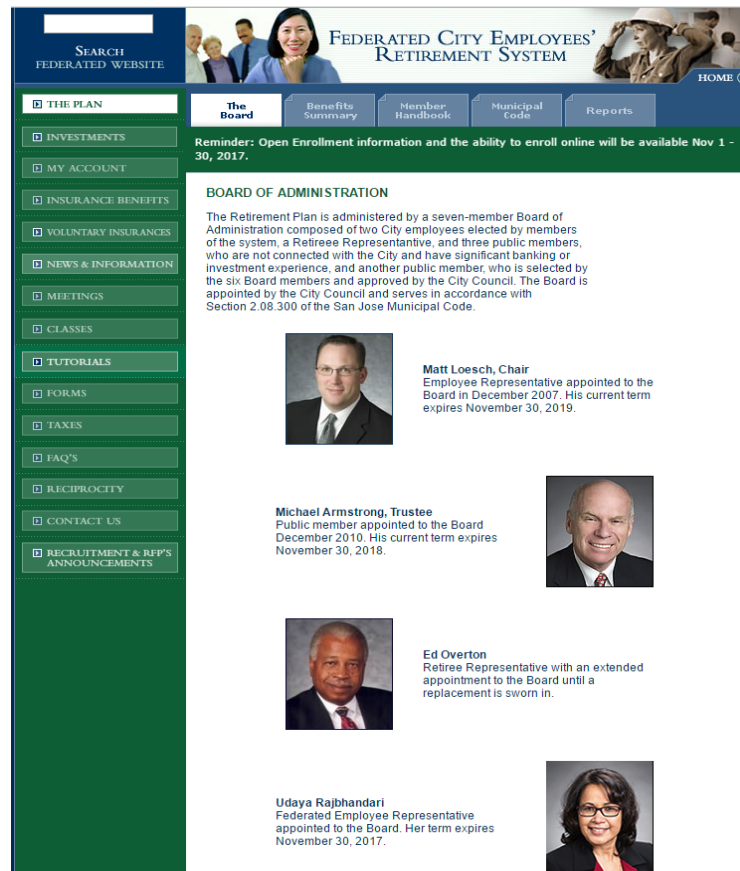 SEARCH
FEDERATED WEBSITE
FEDERATED CITY EMPLOYEES'
RETIREMENT SYSTEM
HOME
THE PLAN
INVESTMENTS
MY ACCOUNT
INSURANCE BENEFITS
VOLUNTARY INSURANCES
NEWS & INFORMATION
MEETINGS
CLASSES
TUTORIALS
FORMS
TAXES
FAQ'S
RECIPROCITY
CONTACT US
RECRUITMENT & RFP'S
ANNOUNCEMENTS
The
Board
Benefits
Summary
Member
Handbook
Municipal
Code
Reports
Reminder: Open Enrollment information and the ability to enroll online will be available Nov 1 -
30, 2017.
BOARD OF ADMINISTRATION
The Retirement Plan is administered by a seven-member Board of
Administration composed of two City employees elected by members
of the system, a Retireee Representantive, and three public members,
who are not connected with the City and have significant banking or
investment experience, and another public member, who is selected by
the six Board members and approved by the City Council. The Board is
appointed by the City Council and serves in accordance with
Section 2.08.300 of the San Jose Municipal Code.
Matt Loesch, Chair
Employee Representative appointed to the
Board in December 2007. His current term
expires November 30, 2019.
Michael Armstrong, Trustee
Public member appointed to the Board
December 2010. His current term expires
November 30, 2018.
Ed Overton
Retiree Representative with an extended
appointment to the Board until a
replacement is sworn in.
Udaya Rajbhandari
Federated Employee Representative
appointed to the Board. Her term expires
November 30, 2017.